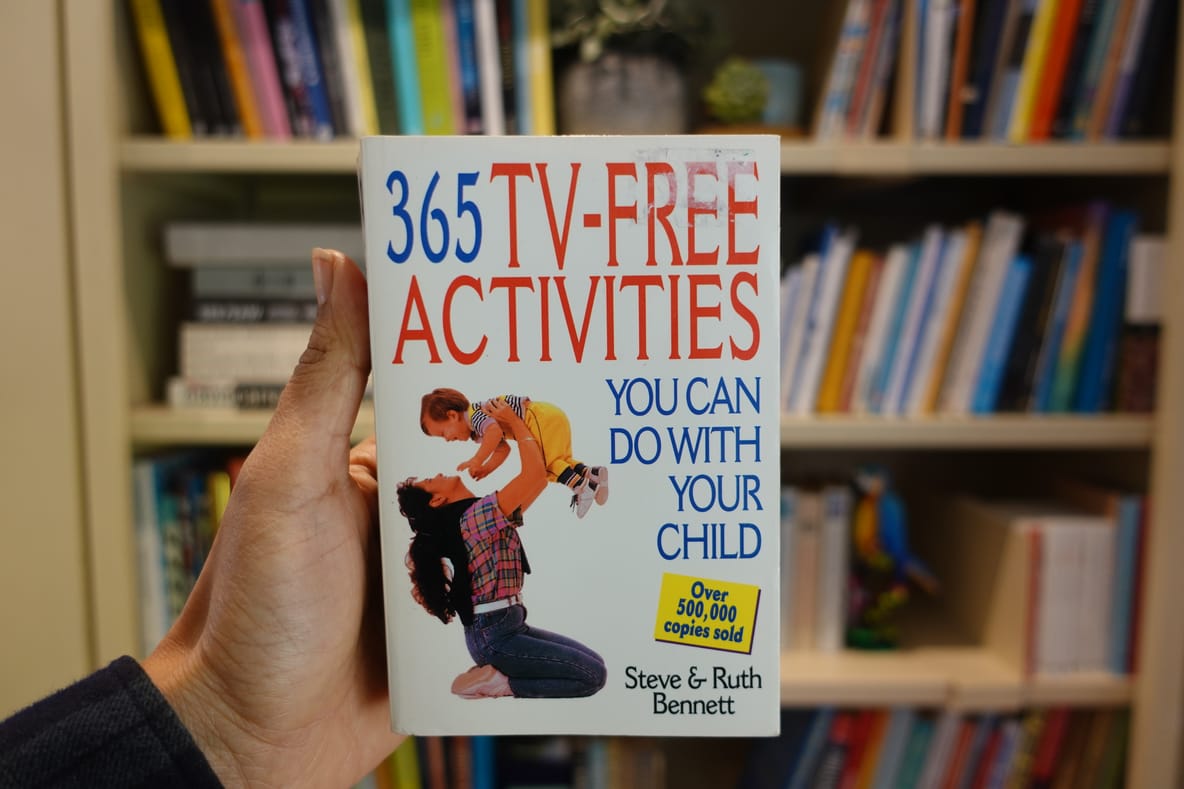 365 TV-FREE
ACTIVITIES
YOU CAN
DO WITH
YOUR
CHILD
Over
500,000
copies sold
Steve & Ruth
Bennett